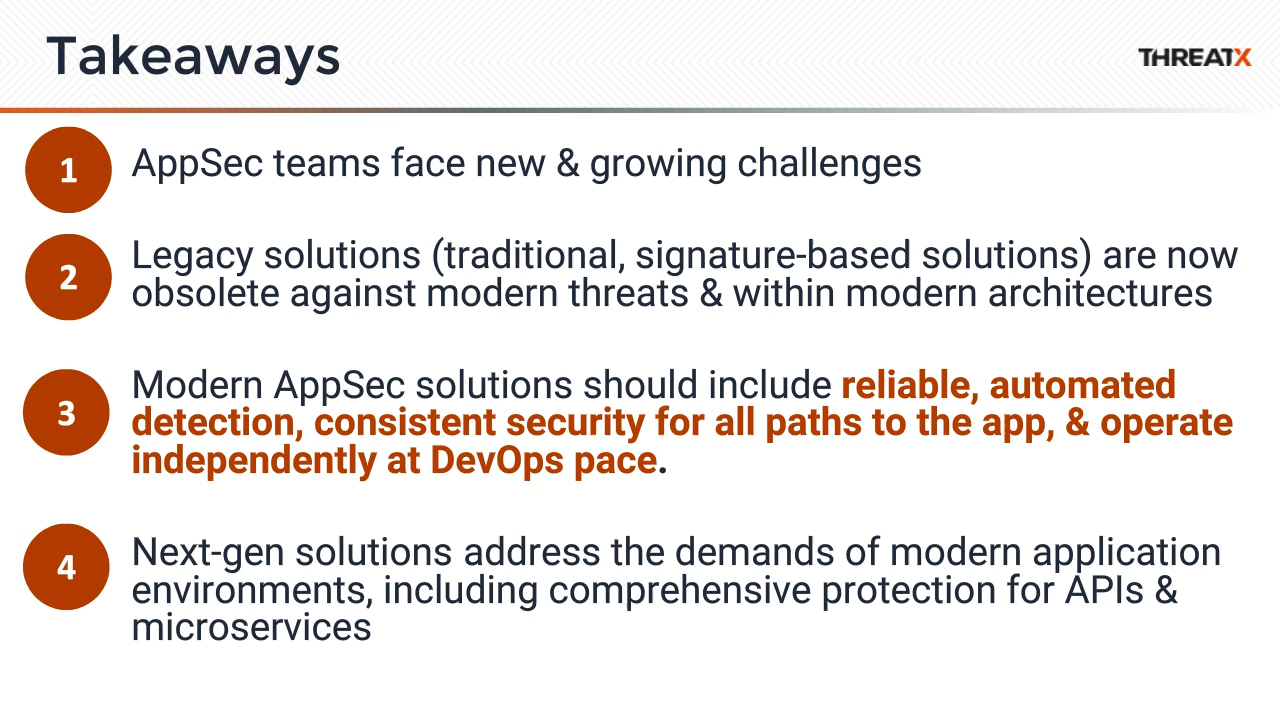 Takeaways
THREATX
1
AppSec teams face new & growing challenges
2
Legacy solutions (traditional, signature-based solutions) are now
obsolete against modern threats & within modern architectures
3
Modern AppSec solutions should include reliable, automated
detection, consistent security for all paths to the app, & operate
independently at DevOps pace.
4
Next-gen solutions address the demands of modern application
environments, including comprehensive protection for APIs &
microservices